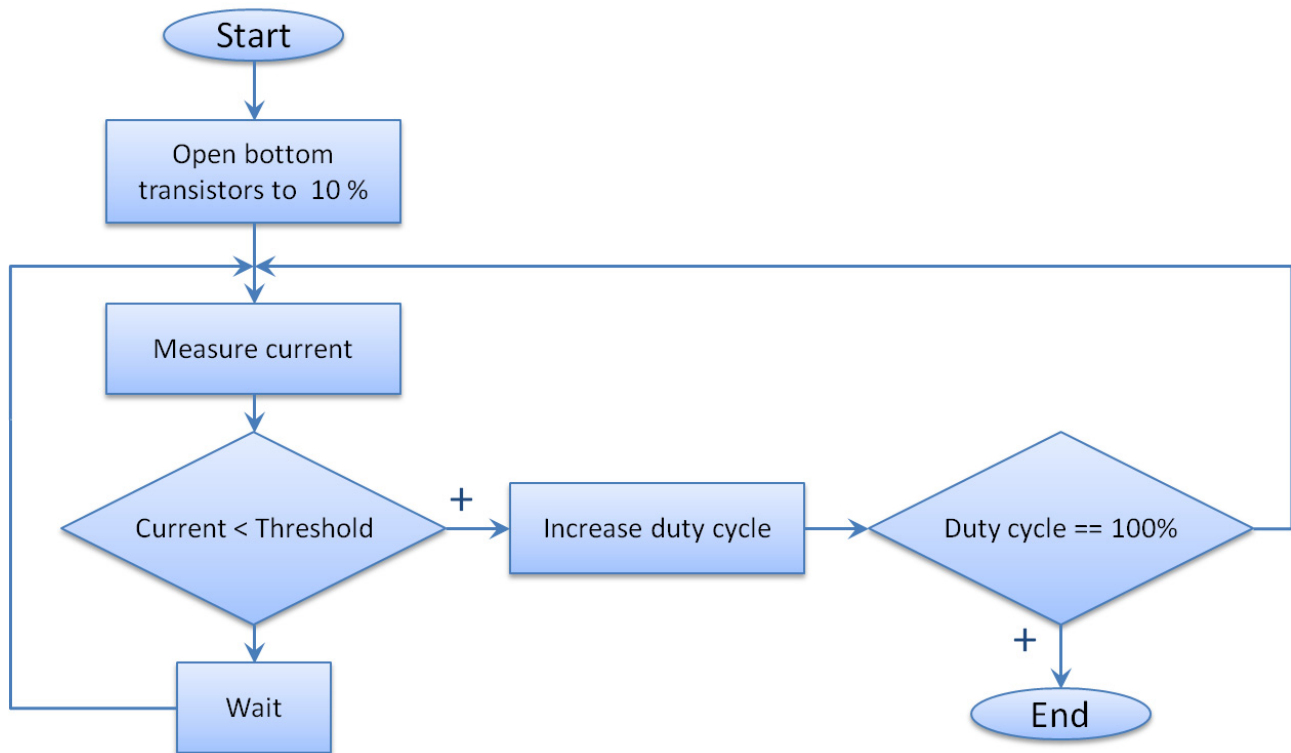 Start
Open bottom
transistors to 10 %
Measure current
Current < Threshold
+
Increase duty cycle
Duty cycle == 100%
+
Wait
End